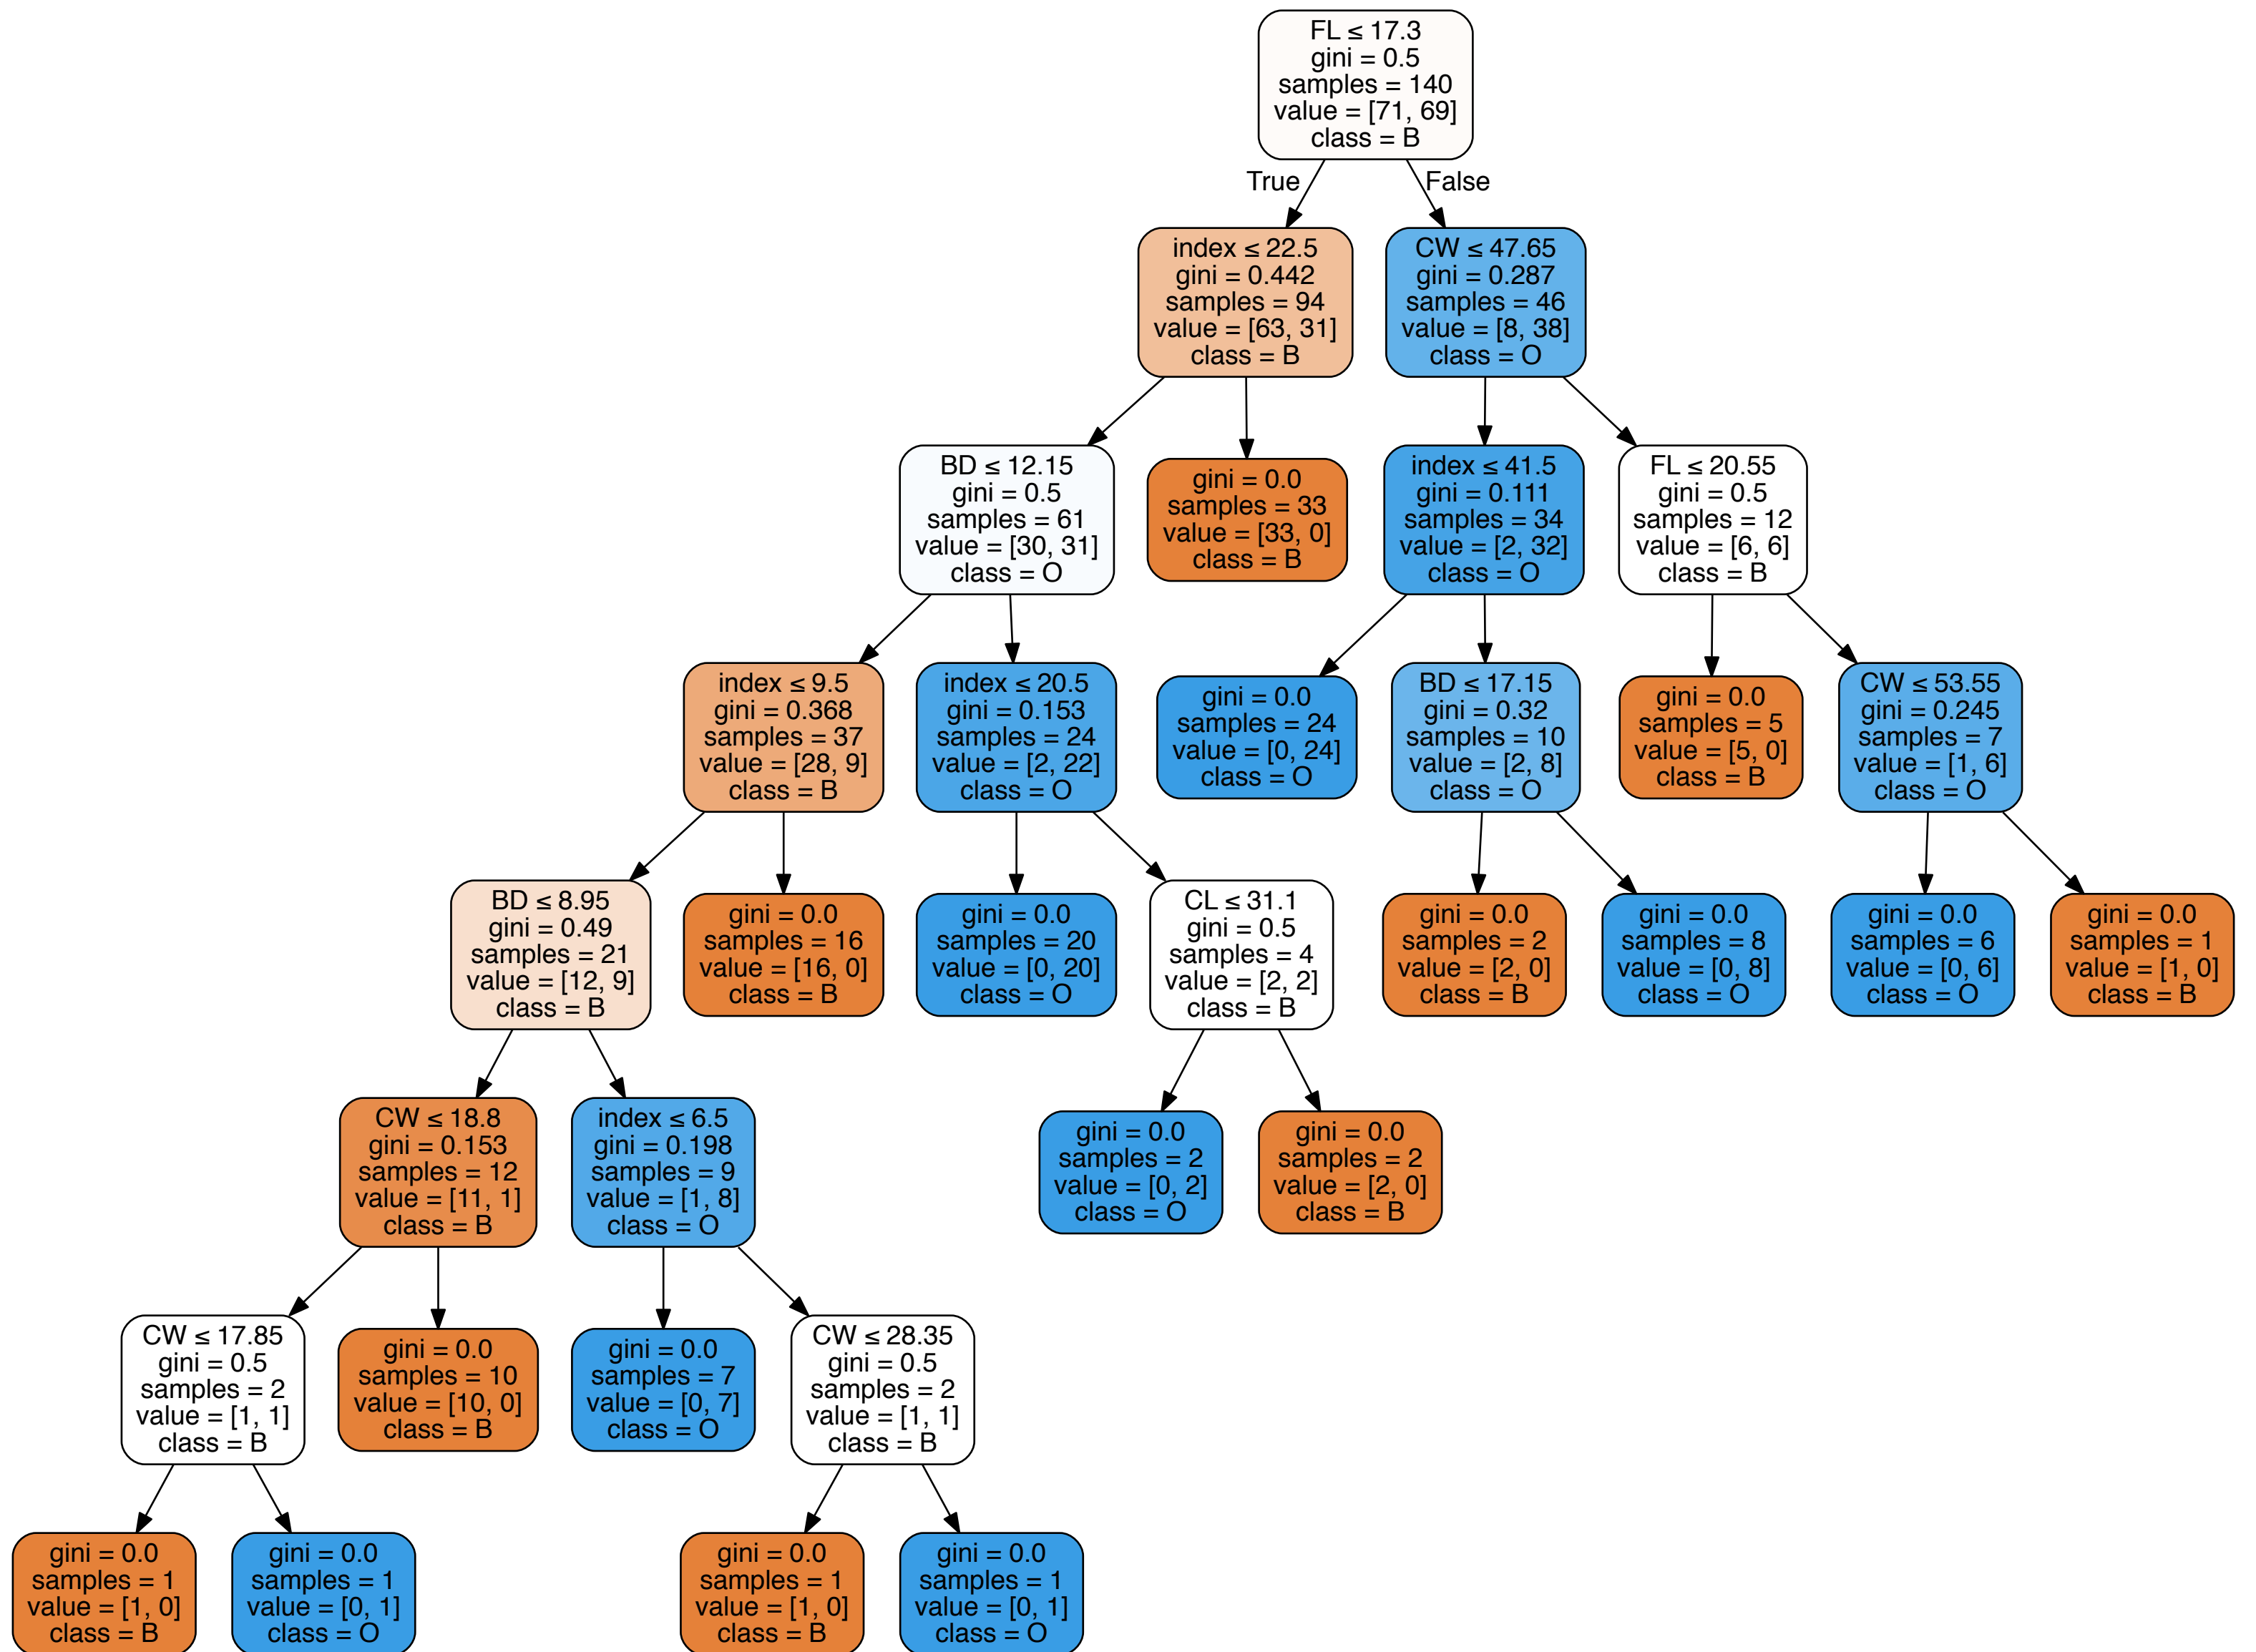 FL ≤ 17.3
gini = 0.5
samples = 140
value = [71, 69]
class = B
True
False
index ≤ 22.5
gini = 0.442
samples = 94
value = [63, 31]
class = B
CW ≤ 47.65
gini = 0.287
samples = 46
value = [8, 38]
class = O
BD ≤ 12.15
gini = 0.5
samples = 61
value = [30, 31]
class = O
gini = 0.0
samples = 33
value = [33, 0]
class = B
index ≤ 41.5
gini = 0.111
samples = 34
value = [2, 32]
class = O
FL ≤ 20.55
gini = 0.5
samples = 12
value = [6, 6]
class = B
index ≤ 9.5
gini = 0.368
samples = 37
value = [28, 9]
class = B
index ≤ 20.5
gini = 0.153
samples = 24
value = [2, 22]
class = O
gini = 0.0
samples = 24
value = [0, 24]
class = O
BD ≤ 17.15
gini = 0.32
samples = 10
value = [2, 8]
class = O
gini = 0.0
samples = 5
value = [5, 0]
class = B
CW ≤ 53.55
gini = 0.245
samples = 7
value = [1, 6]
class = O
BD ≤ 8.95
gini = 0.49
samples = 21
value = [12, 9]
class = B
gini = 0.0
samples = 16
value = [16, 0]
class = B
gini = 0.0
samples = 20
value = [0, 20]
class = O
CL ≤ 31.1
gini = 0.5
samples = 4
value = [2, 2]
class = B
gini = 0.0
samples = 2
value = [2, 0]
class = B
gini = 0.0
samples = 8
value = [0, 8]
class = O
gini = 0.0
samples = 6
value = [0, 6]
class = O
gini = 0.0
samples = 1
value = [1, 0]
class = B
CW ≤ 18.8
gini = 0.153
samples = 12
value = [11, 1]
class = B
index ≤ 6.5
gini = 0.198
samples = 9
value = [1, 8]
class = O
gini = 0.0
samples = 2
value = [0, 2]
class = O
gini = 0.0
samples = 2
value = [2, 0]
class = B
CW ≤ 17.85
gini = 0.5
samples = 2
value = [1, 1]
class = B
gini = 0.0
samples = 10
value = [10, 0]
class = B
gini = 0.0
samples = 7
value = [0, 7]
class = O
CW ≤ 28.35
gini = 0.5
samples = 2
value = [1, 1]
class = B
gini = 0.0
samples = 1
value = [1, 0]
class = B
gini = 0.0
samples = 1
value = [0, 1]
class = O
gini = 0.0
samples = 1
value = [1, 0]
class = B
gini = 0.0
samples = 1
value = [0, 1]
class = O